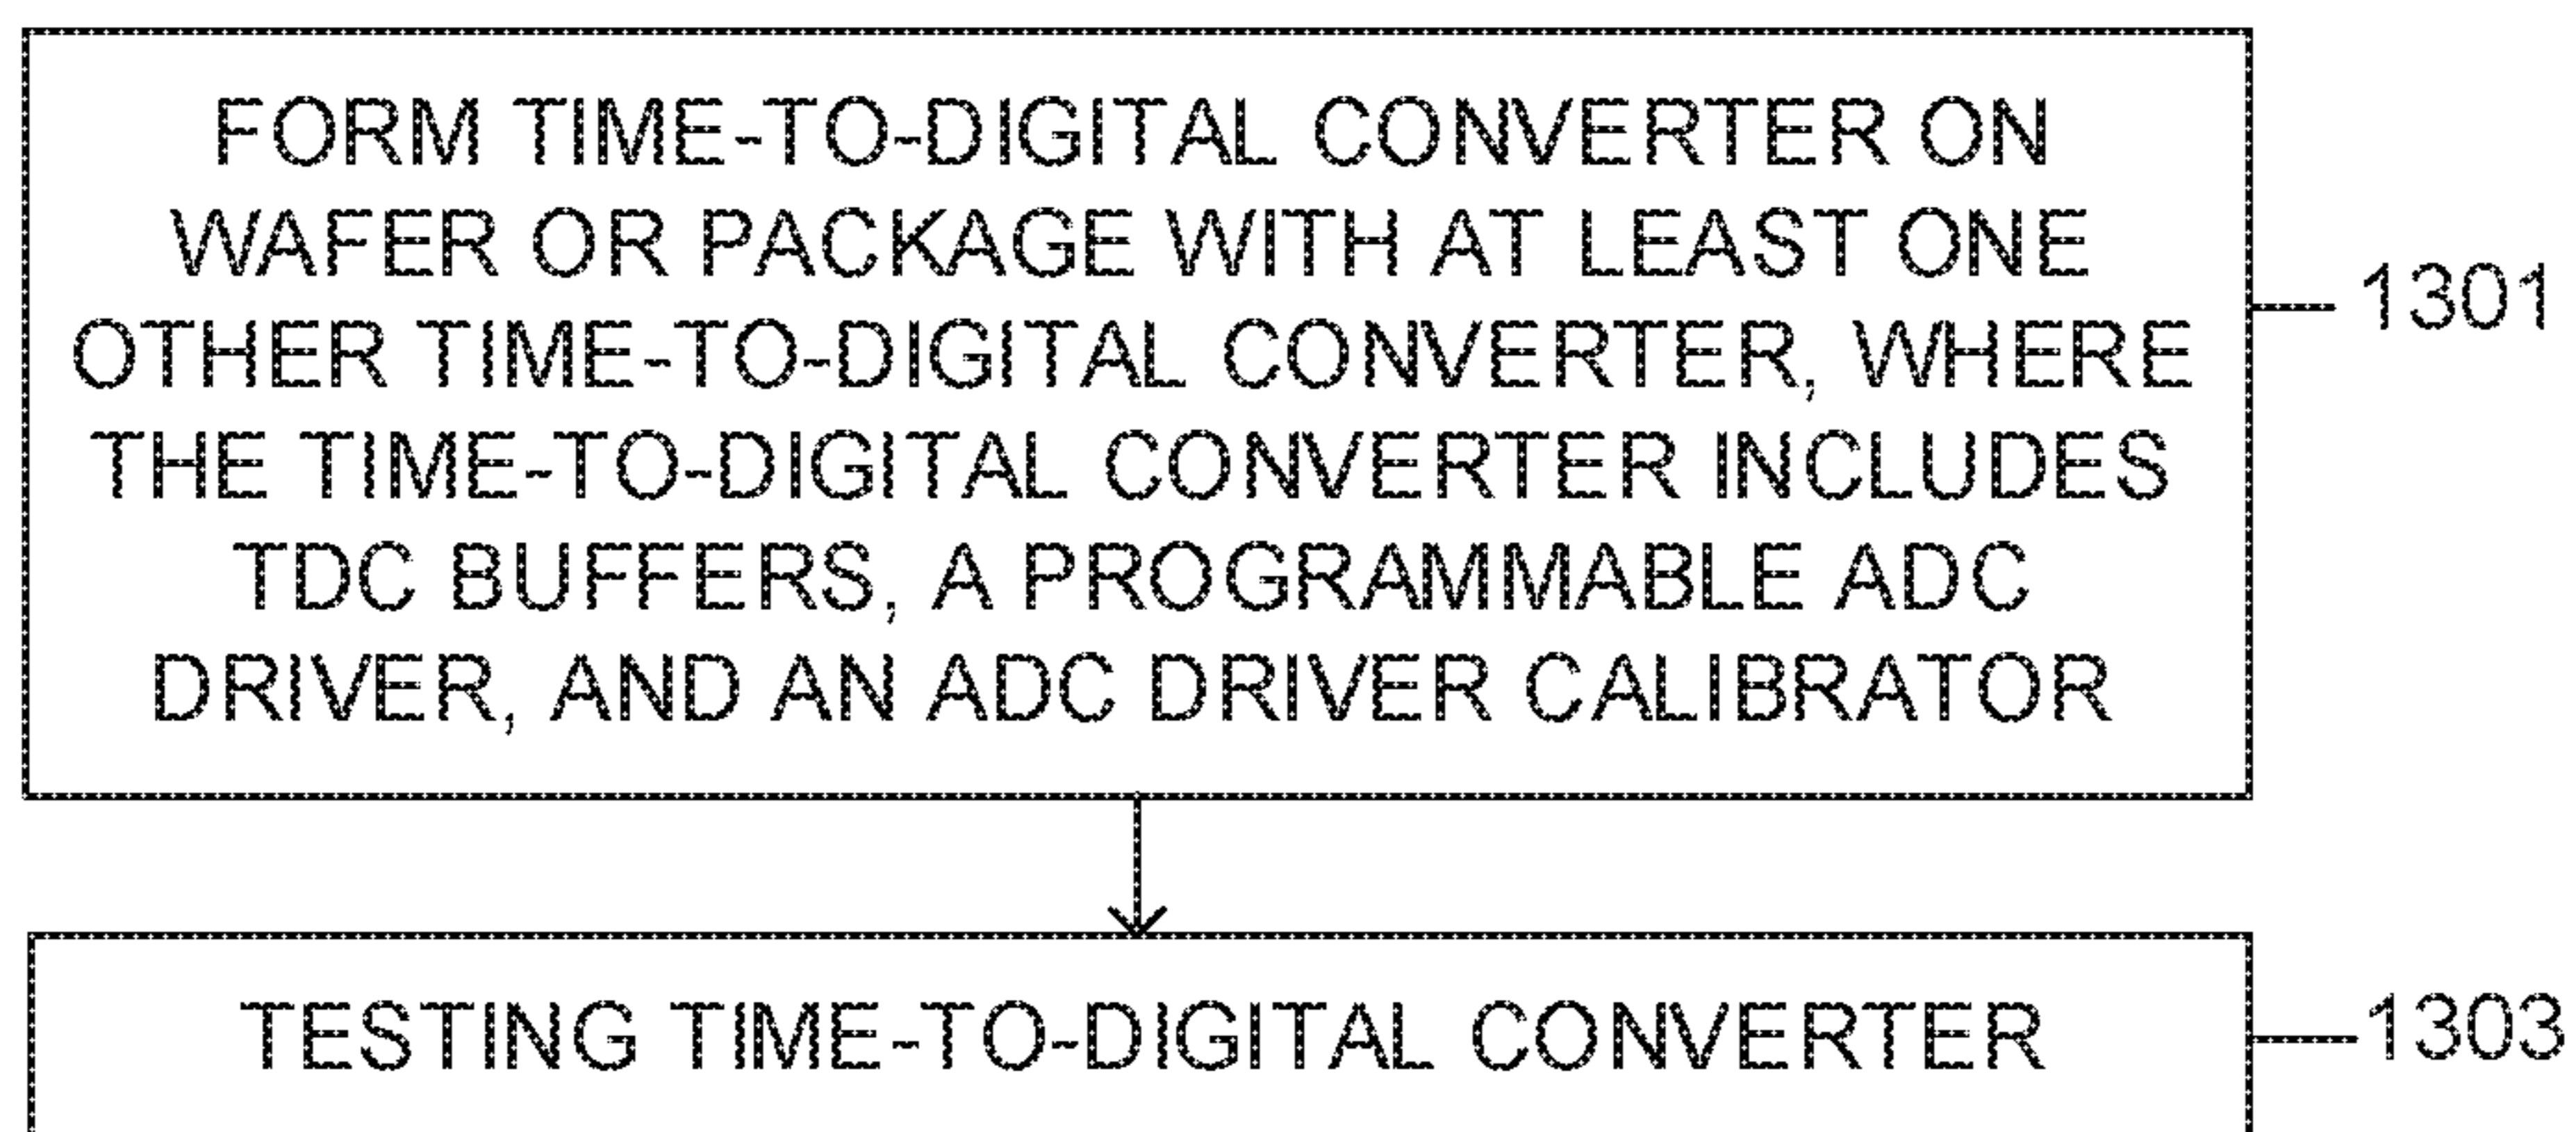 FORM TIME-TO-DIGITAL CONVERTER ON
WAFER OR PACKAGE WITH AT LEAST ONE
OTHER TIME-TO-DIGITAL CONVERTER, WHERE
THE TIME-TO-DIGITAL CONVERTER INCLUDES
TDC BUFFERS, A PROGRAMMABLE ADC
DRIVER, AND AN ADC DRIVER CALIBRATOR
1301
TESTING TIME-TO-DIGITAL CONVERTER
1303